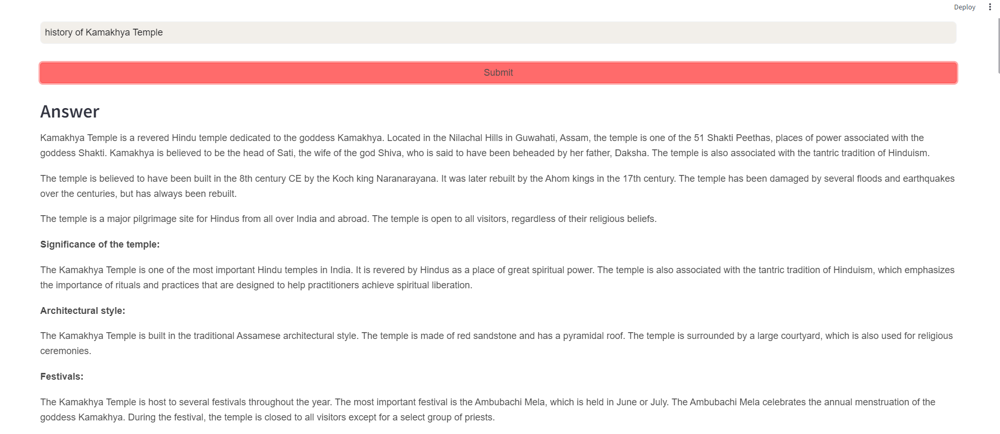 Deploy
history of Kamakhya Temple
Submit
Answer
Kamakhya Temple is a revered Hindu temple dedicated to the goddess Kamakhya. Located in the Nilachal Hills in Guwahati, Assam, the temple is one of the 51 Shakti Peethas, places of power associated with the
goddess Shakti. Kamakhya is believed to be the head of Sati, the wife of the god Shiva, who is said to have been beheaded by her father, Daksha. The temple is also associated with the tantric tradition of Hinduism.
The temple is believed to have been built in the 8th century CE by the Koch king Naranarayana. It was later rebuilt by the Ahom kings in the 17th century. The temple has been damaged by several floods and earthquakes
over the centuries, but has always been rebuilt.
The temple is a major pilgrimage site for Hindus from all over India and abroad. The temple is open to all visitors, regardless of their religious beliefs.
Significance of the temple:
The Kamakhya Temple is one of the most important Hindu temples in India. It is revered by Hindus as a place of great spiritual power. The temple is also associated with the tantric tradition of Hinduism, which emphasizes
the importance of rituals and practices that are designed to help practitioners achieve spiritual liberation.
Architectural style:
The Kamakhya Temple is built in the traditional Assamese architectural style. The temple is made of red sandstone and has a pyramidal roof. The temple is surrounded by a large courtyard, which is also used for religious
ceremonies.
Festivals:
The Kamakhya Temple is host to several festivals throughout the year. The most important festival is the Ambubachi Mela, which is held in June or July. The Ambubachi Mela celebrates the annual menstruation of the
goddess Kamakhya. During the festival, the temple is closed to all visitors except for a select group of priests.